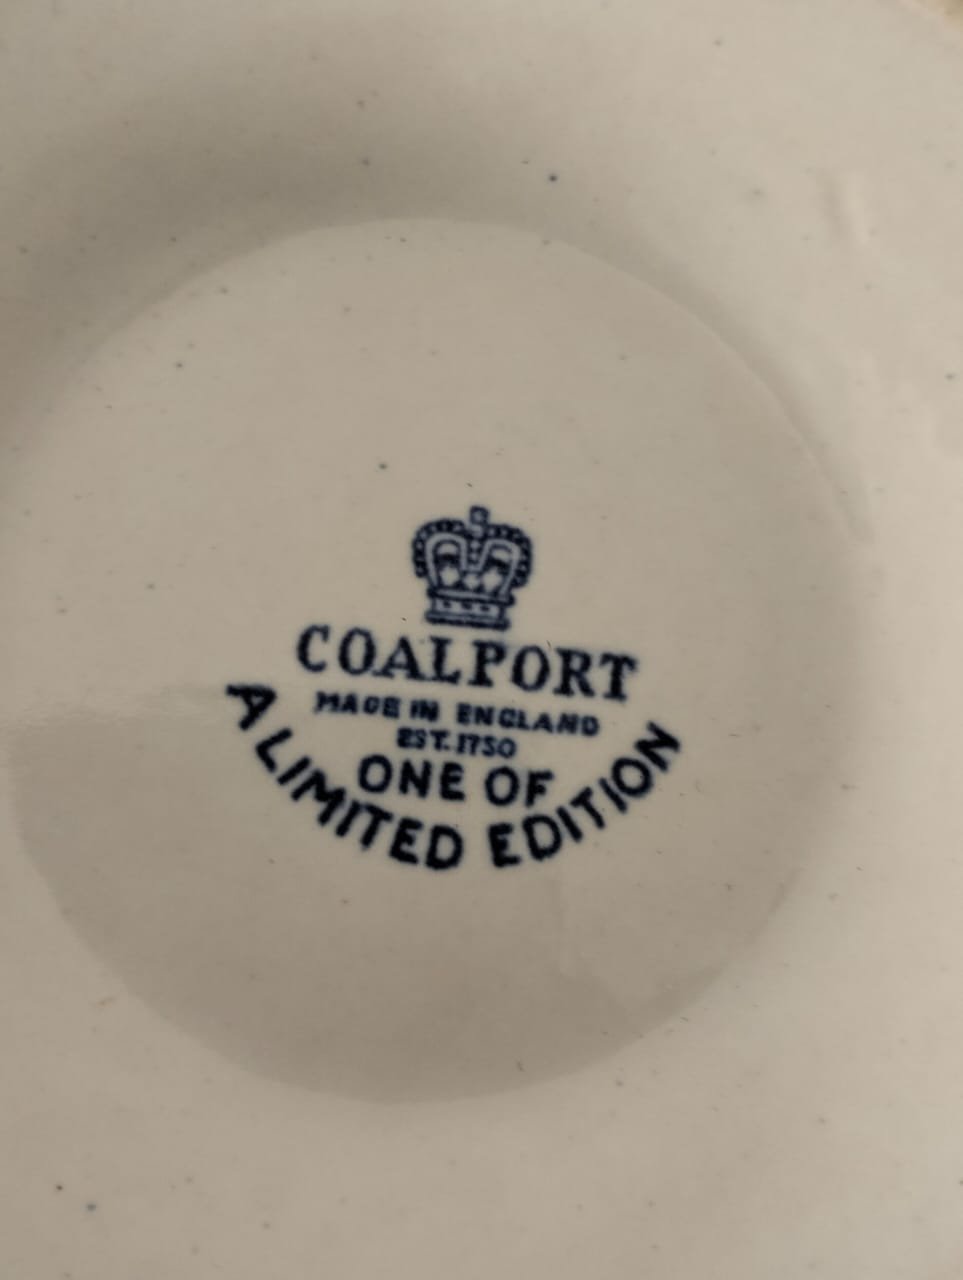 COALPORT
MADE IN ENGLAND
EST. 1750
ONE OF
A LIMITED EDITION